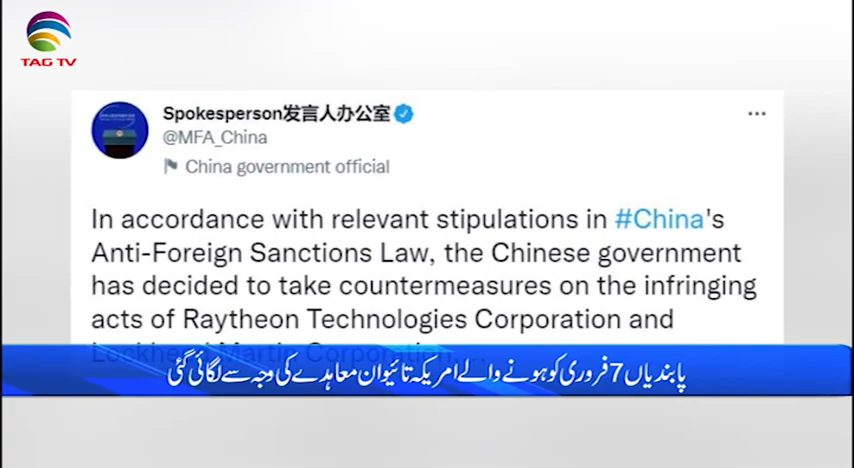 TAG TV
Spokesperson发言人办公室
@MFA_China
China government official
In accordance with relevant stipulations in #China's
Anti-Foreign Sanctions Law, the Chinese government
has decided to take countermeasures on the infringing
acts of Raytheon Technologies Corporation and
Lockheed Martin Corporation, ...
پابندیاں 7 فروری کو ہونے والے امریکہ تائیوان معاہدے کی وجہ سے لگائی گئی